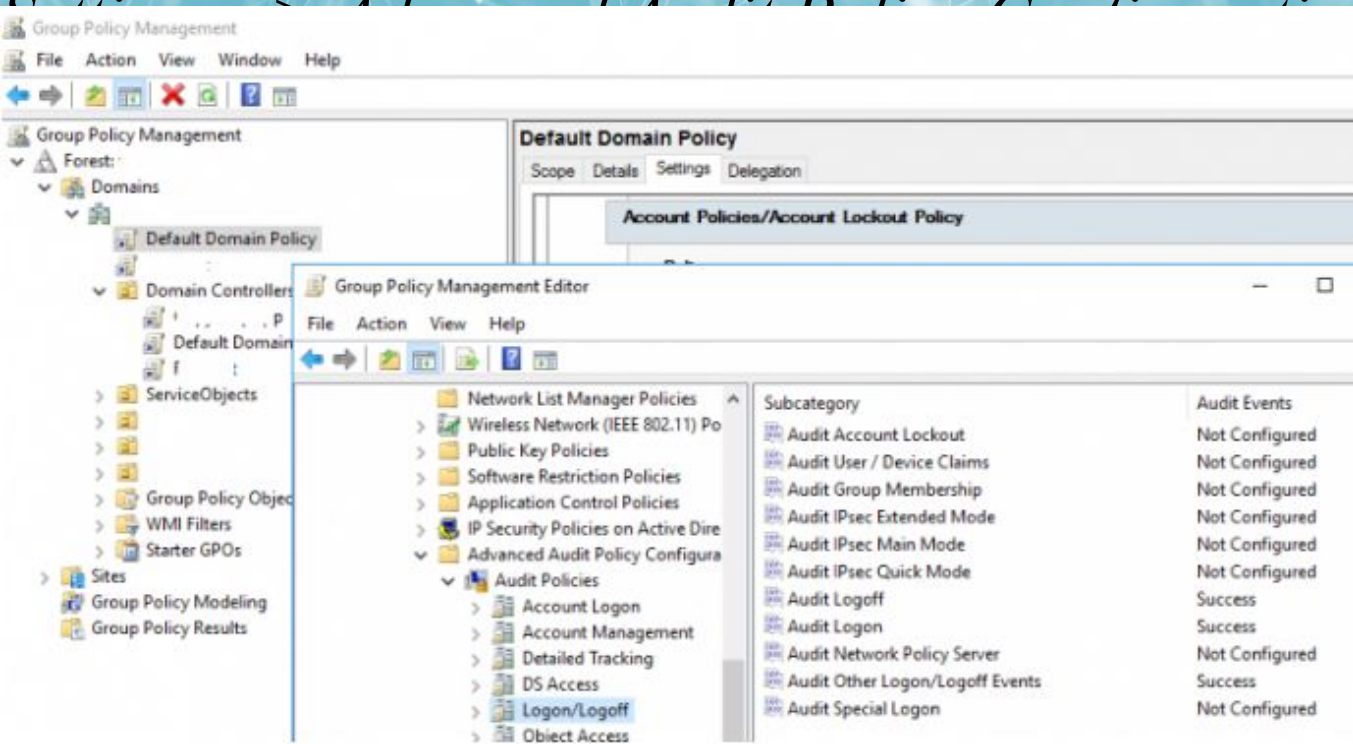 Group Policy Management
File Action View Window Help
Group Policy Management
Forest:
Domains
Default Domain Policy
Domain Controllers
Default Domain
ServiceObjects
Group Policy Objec
WMI Filters
Starter GPOs
Sites
Group Policy Modeling
Group Policy Results
Default Domain Policy
Scope Details Settings Delegation
Account Policies/Account Lockout Policy
Group Policy Management Editor
File Action View Help
Network List Manager Policies
Wireless Network (IEEE 802.11) Po
Public Key Policies
Software Restriction Policies
Application Control Policies
IP Security Policies on Active Dire
Advanced Audit Policy Configura
Audit Policies
Account Logon
Account Management
Detailed Tracking
DS Access
Logon/Logoff
Object Access
Subcategory Audit Events
Audit Account Lockout Not Configured
Audit User / Device Claims Not Configured
Audit Group Membership Not Configured
Audit IPsec Extended Mode Not Configured
Audit IPsec Main Mode Not Configured
Audit IPsec Quick Mode Not Configured
Audit Logoff Success
Audit Logon Success
Audit Network Policy Server Not Configured
Audit Other Logon/Logoff Events Success
Audit Special Logon Not Configured